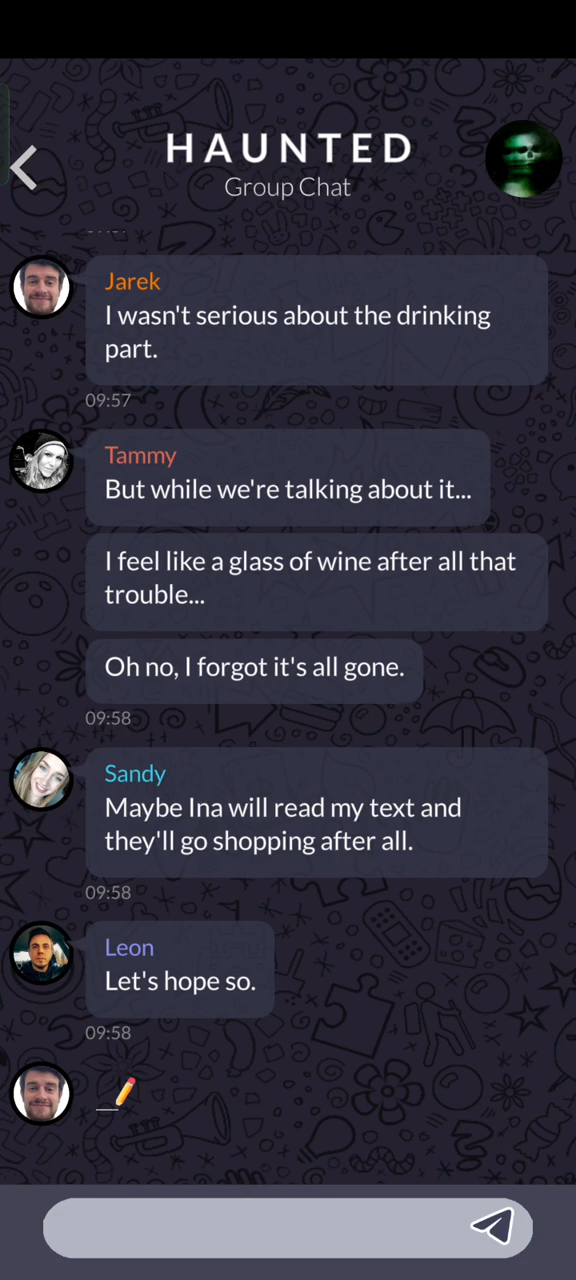 HAUNTED
Group Chat
Jarek
I wasn't serious about the drinking
part.
09:57
Tammy
But while we're talking about it...
I feel like a glass of wine after all that
trouble...
Oh no, I forgot it's all gone.
09:58
Sandy
Maybe Ina will read my text and
they'll go shopping after all.
09:58
Leon
Let's hope so.
09:58